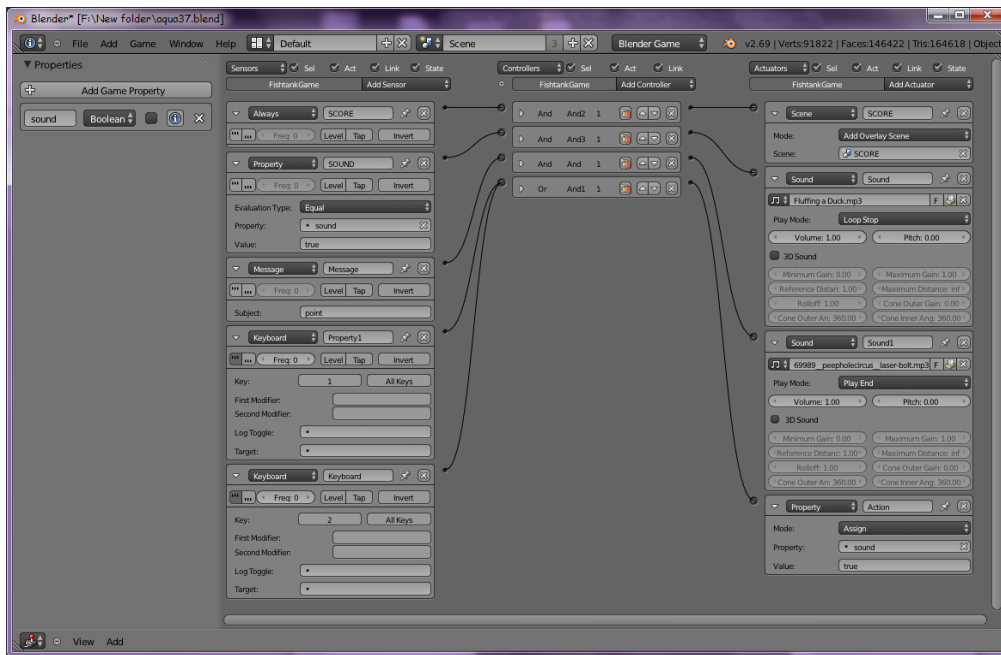 Blender* [F:\New folder\aqua37.blend]
File Add Game Window Help Default Scene 3 Blender Game v2.69 | Verts:91822 | Faces:146422 | Tris:164618 | Object
Properties
Add Game Property
sound Boolean
Sensors Sel Act Link State
FishtankGame Add Sensor
Always SCORE
Freq: 0 Level Tap Invert
Property SOUND
Freq: 0 Level Tap Invert
Evaluation Type: Equal
Property: sound
Value: true
Message Message
Freq: 0 Level Tap Invert
Subject: point
Keyboard Property1
Freq: 0 Level Tap Invert
Key: 1 All Keys
First Modifier:
Second Modifier:
Log Toggle:
Target:
Keyboard Keyboard
Freq: 0 Level Tap Invert
Key: 2 All Keys
First Modifier:
Second Modifier:
Log Toggle:
Target:
Controllers Sel Act Link
FishtankGame Add Controller
And And2 1
And And3 1
And And 1
Or And1 1
Actuators Sel Act Link State
FishtankGame Add Actuator
Scene SCORE
Mode: Add Overlay Scene
Scene: SCORE
Sound Sound
Fluffing a Duck.mp3 F
Play Mode: Loop Stop
Volume: 1.00 Pitch: 0.00
3D Sound
Minimum Gain: 0.00 Maximum Gain: 1.00
Reference Distan: 1.00 Maximum Distance: inf
Rolloff: 1.00 Cone Outer Gain: 0.00
Cone Outer An: 360.00 Cone Inner Ang: 360.00
Sound Sound1
69989_peepholecircus_laser-bolt.mp3 F
Play Mode: Play End
Volume: 1.00 Pitch: 0.00
3D Sound
Minimum Gain: 0.00 Maximum Gain: 1.00
Reference Distanc: 1.00 Maximum Distance: inf
Rolloff: 1.00 Cone Outer Gain: 0.00
Cone Outer An: 360.00 Cone Inner Ang: 360.00
Property Action
Mode: Assign
Property: sound
Value: true
View Add